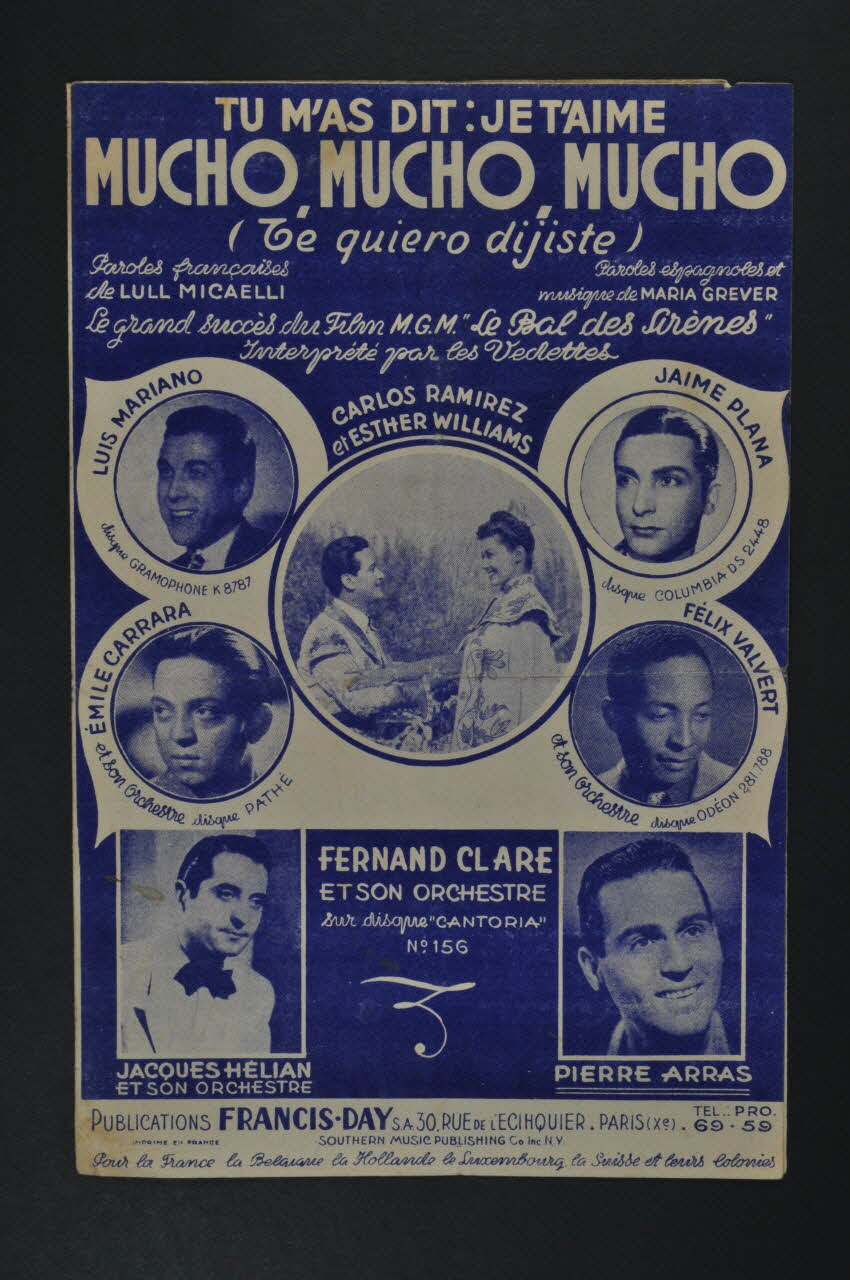 TU M'AS DIT : JE T'AIME
MUCHO, MUCHO, MUCHO
(Té quiero dijiste)
Paroles françaises
de LULL MICAELLI
Paroles espagnoles et
musique de MARIA GREVER
Le grand succès du Film M.G.M. "Le Bal des Sirènes"
Interprété par les Vedettes
CARLOS RAMIREZ
et ESTHER WILLIAMS
LUIS MARIANO
disque GRAMOPHONE K 8787
JAIME PLANA
disque COLUMBIA DS 2448
ÉMILE CARRARA
et son Orchestre disque PATHÉ
FÉLIX VALVERT
et son Orchestre disque ODÉON 281.788
FERNAND CLARE
ET SON ORCHESTRE
sur disque "CANTORIA"
No 156
JACQUES HÉLIAN
ET SON ORCHESTRE
PIERRE ARRAS
PUBLICATIONS FRANCIS-DAY S.A. 30, RUE DE L'ECIHQUIER. PARIS (Xe).
TEL.: PRO.
69-59
IMPRIMÉ EN FRANCE
SOUTHERN MUSIC PUBLISHING Co Inc N.Y.
Pour la France la Belgique la Hollande le Luxembourg, la Suisse et leurs Colonies